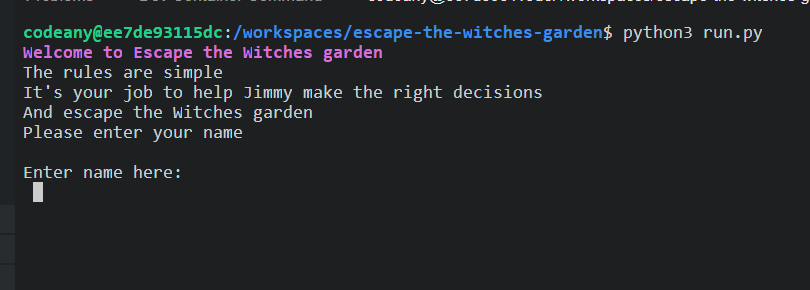 codeany@ee7de93115dc:/workspaces/escape-the-witches-garden$ python3 run.py
Welcome to Escape the Witches garden
The rules are simple
It's your job to help Jimmy make the right decisions
And escape the Witches garden
Please enter your name
Enter name here: